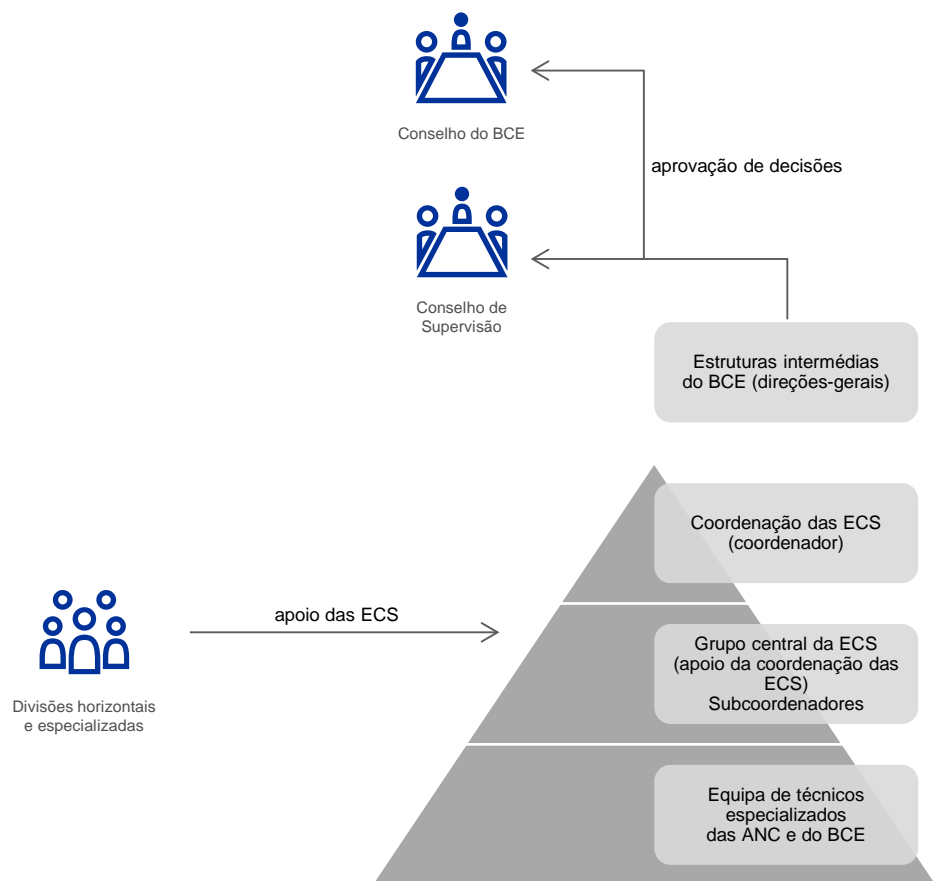 Conselho do BCE
aprovação de decisões
Conselho de
Supervisão
Estruturas intermédias
do BCE (direções-gerais)
Coordenação das ECS
(coordenador)
apoio das ECS
Grupo central da ECS
(apoio da coordenação das
ECS)
Subcoordenadores
Divisões horizontais
e especializadas
Equipa de técnicos
especializados
das ANC e do BCE